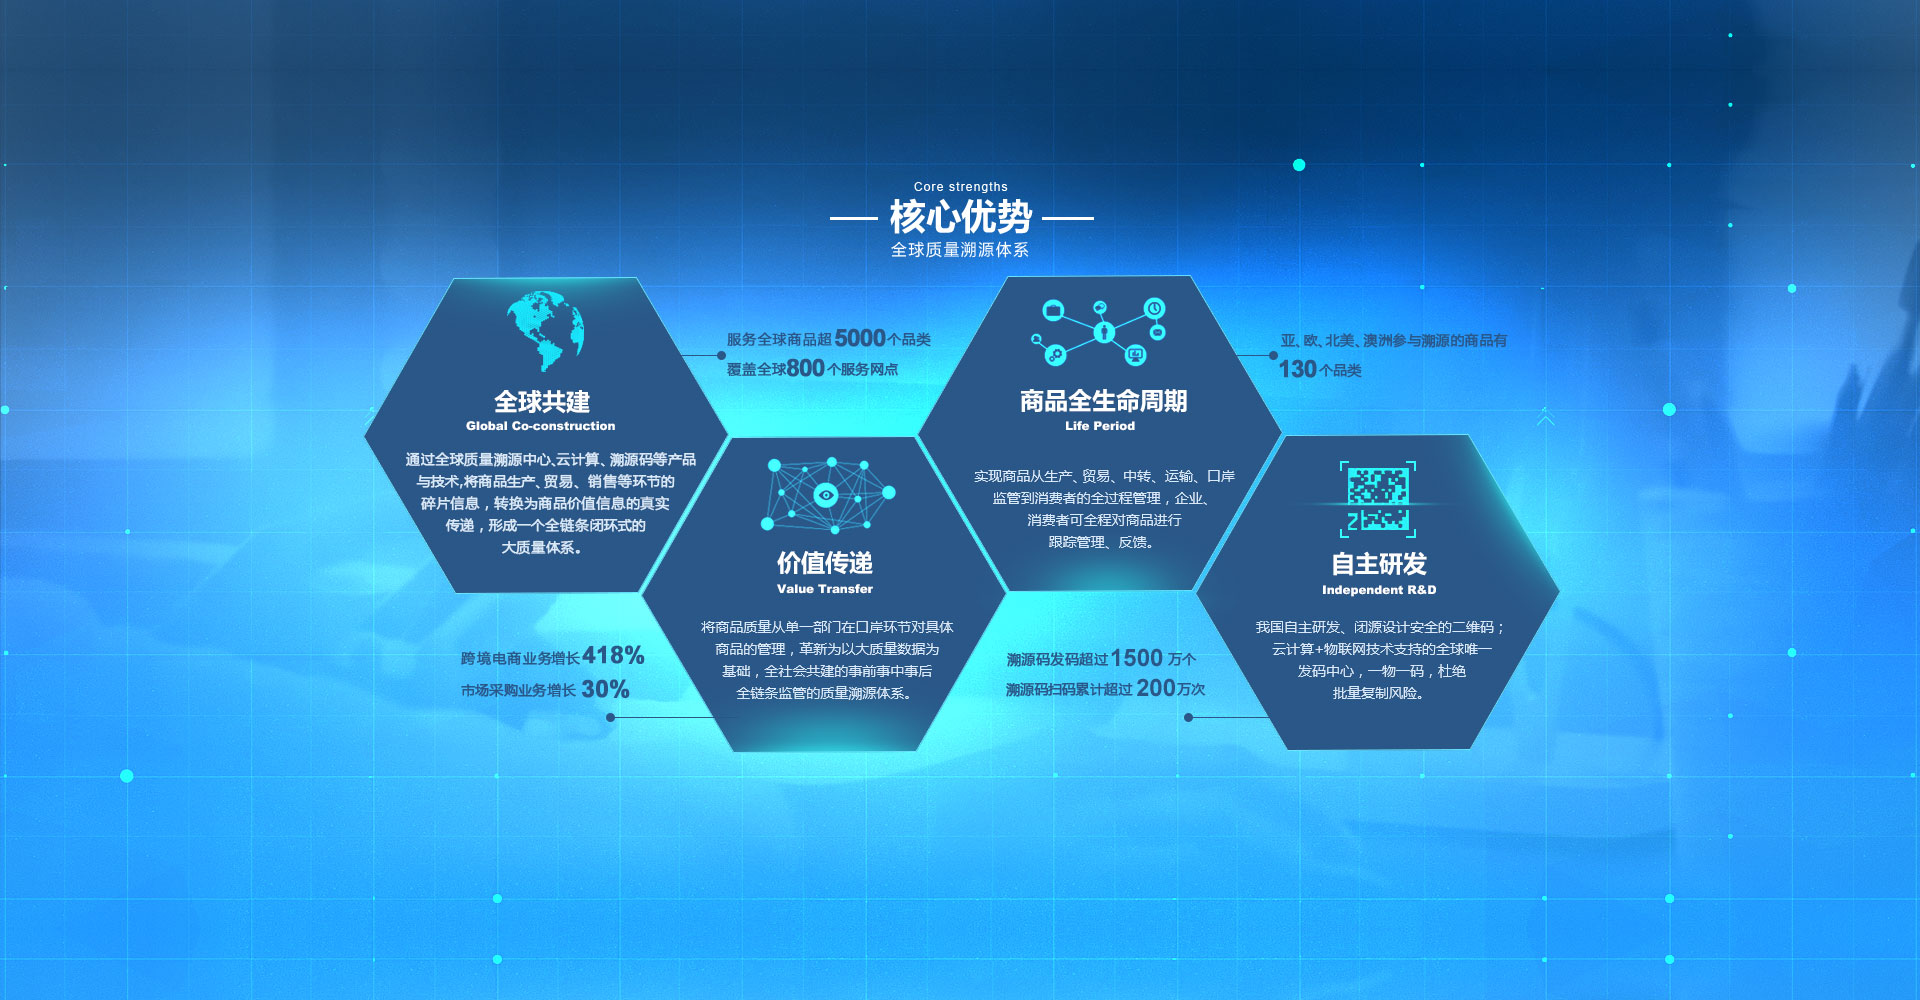 Core strengths
核心优势
全球质量溯源体系
全球共建
Global Co-construction
通过全球质量溯源中心、云计算、溯源码等产品
与技术,将商品生产、贸易、销售等环节的
碎片信息，转换为商品价值信息的真实
传递，形成一个全链条闭环式的
大质量体系。
服务全球商品超5000个品类
覆盖全球800个服务网点
价值传递
Value Transfer
将商品质量从单一部门在口岸环节对具体
商品的管理，革新为以大质量数据为
基础，全社会共建的事前事中事后
全链条监管的质量溯源体系。
跨境电商业务增长418%
市场采购业务增长 30%
商品全生命周期
Life Period
实现商品从生产、贸易、中转、运输、口岸
监管到消费者的全过程管理，企业、
消费者可全程对商品进行
跟踪管理、反馈。
亚、欧、北美、澳洲参与溯源的商品有
130个品类
自主研发
Independent R&D
我国自主研发、闭源设计安全的二维码；
云计算+物联网技术支持的全球唯一
发码中心，一物一码，杜绝
批量复制风险。
溯源码发码超过1500 万个
溯源码扫码累计超过 200万次